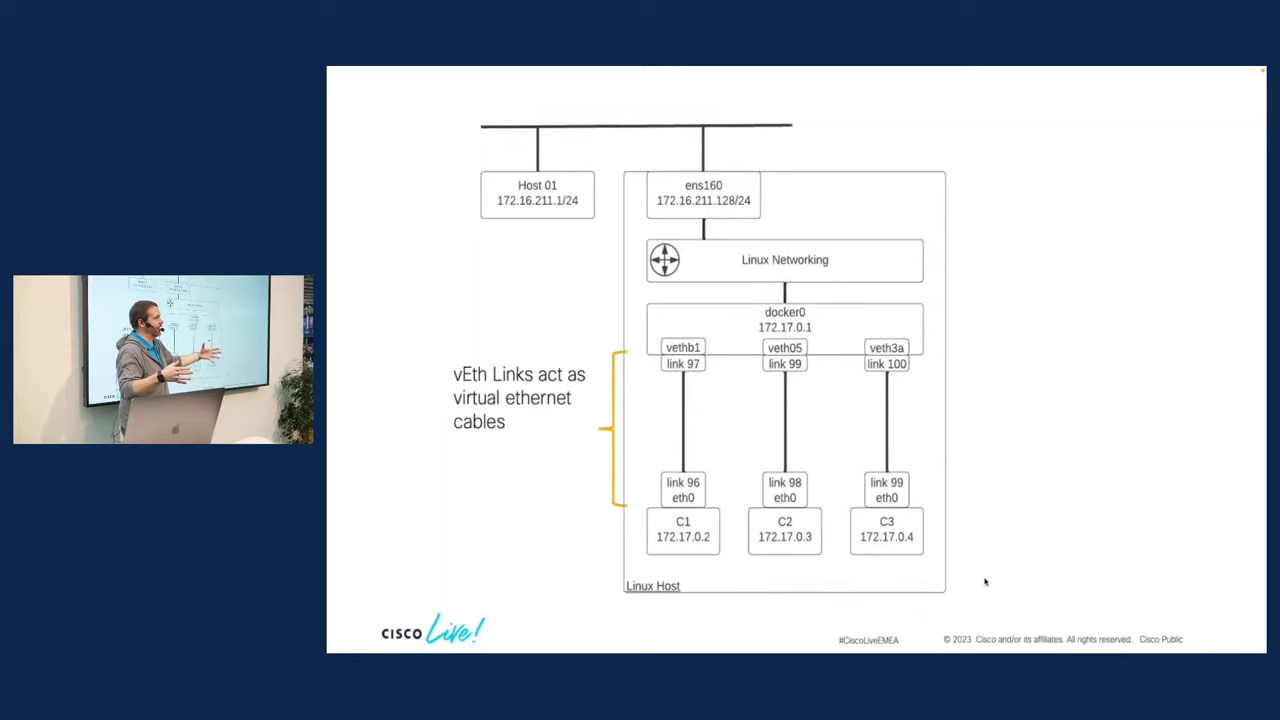 Host 01
172.16.211.1/24
ens160
172.16.211.128/24
Linux Networking
docker0
172.17.0.1
vethb1
veth05
veth3a
link 97
link 99
link 100
vEth Links act as
virtual ethernet
cables
link 96
eth0
link 98
eth0
link 99
eth0
C1
172.17.0.2
C2
172.17.0.3
C3
172.17.0.4
Linux Host
CISCO Live!
#CiscoLiveEMEA
© 2023 Cisco and/or its affiliates. All rights reserved. Cisco Public